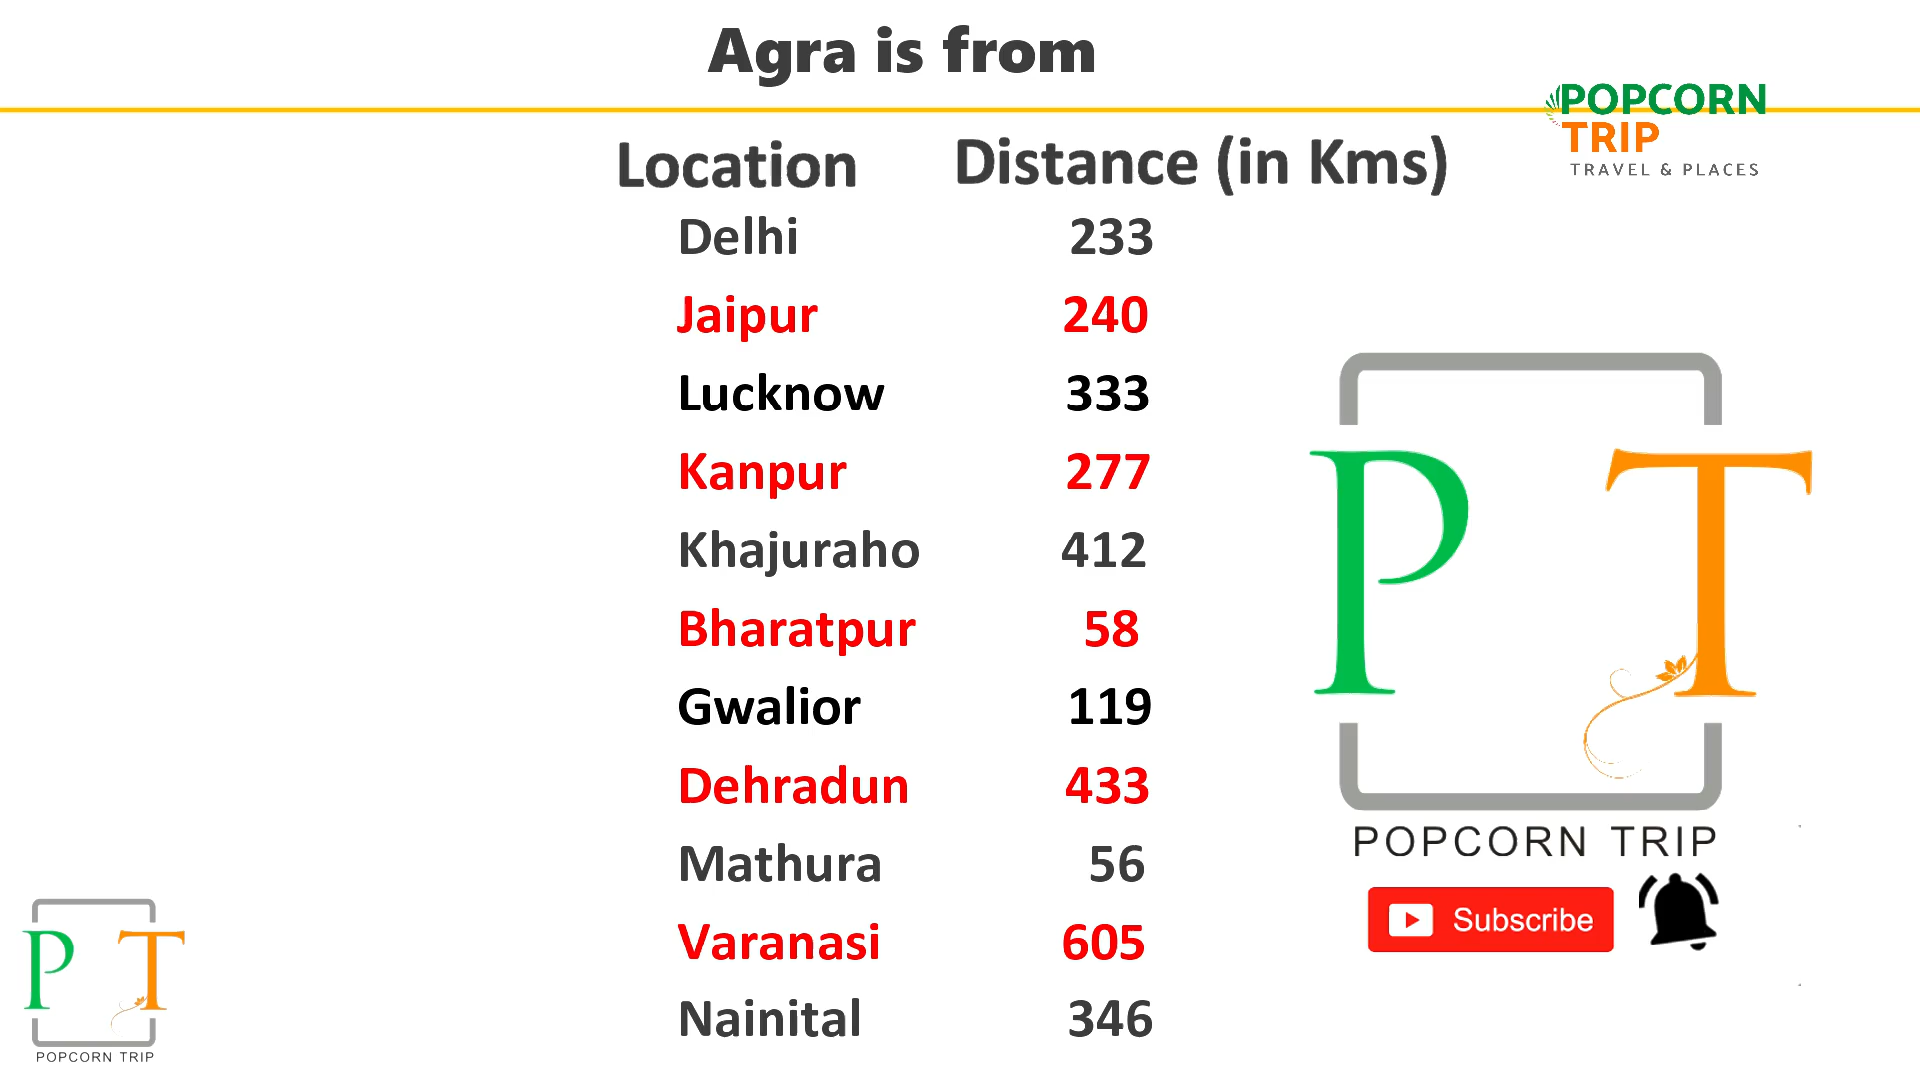 Agra is from
POPCORN
TRIP
TRAVEL & PLACES
Location Distance (in Kms)
Delhi 233
Jaipur 240
Lucknow 333
Kanpur 277
Khajuraho 412
Bharatpur 58
Gwalior 119
Dehradun 433
Mathura 56
Varanasi 605
Nainital 346
P T
POPCORN TRIP
Subscribe
P T
POPCORN TRIP